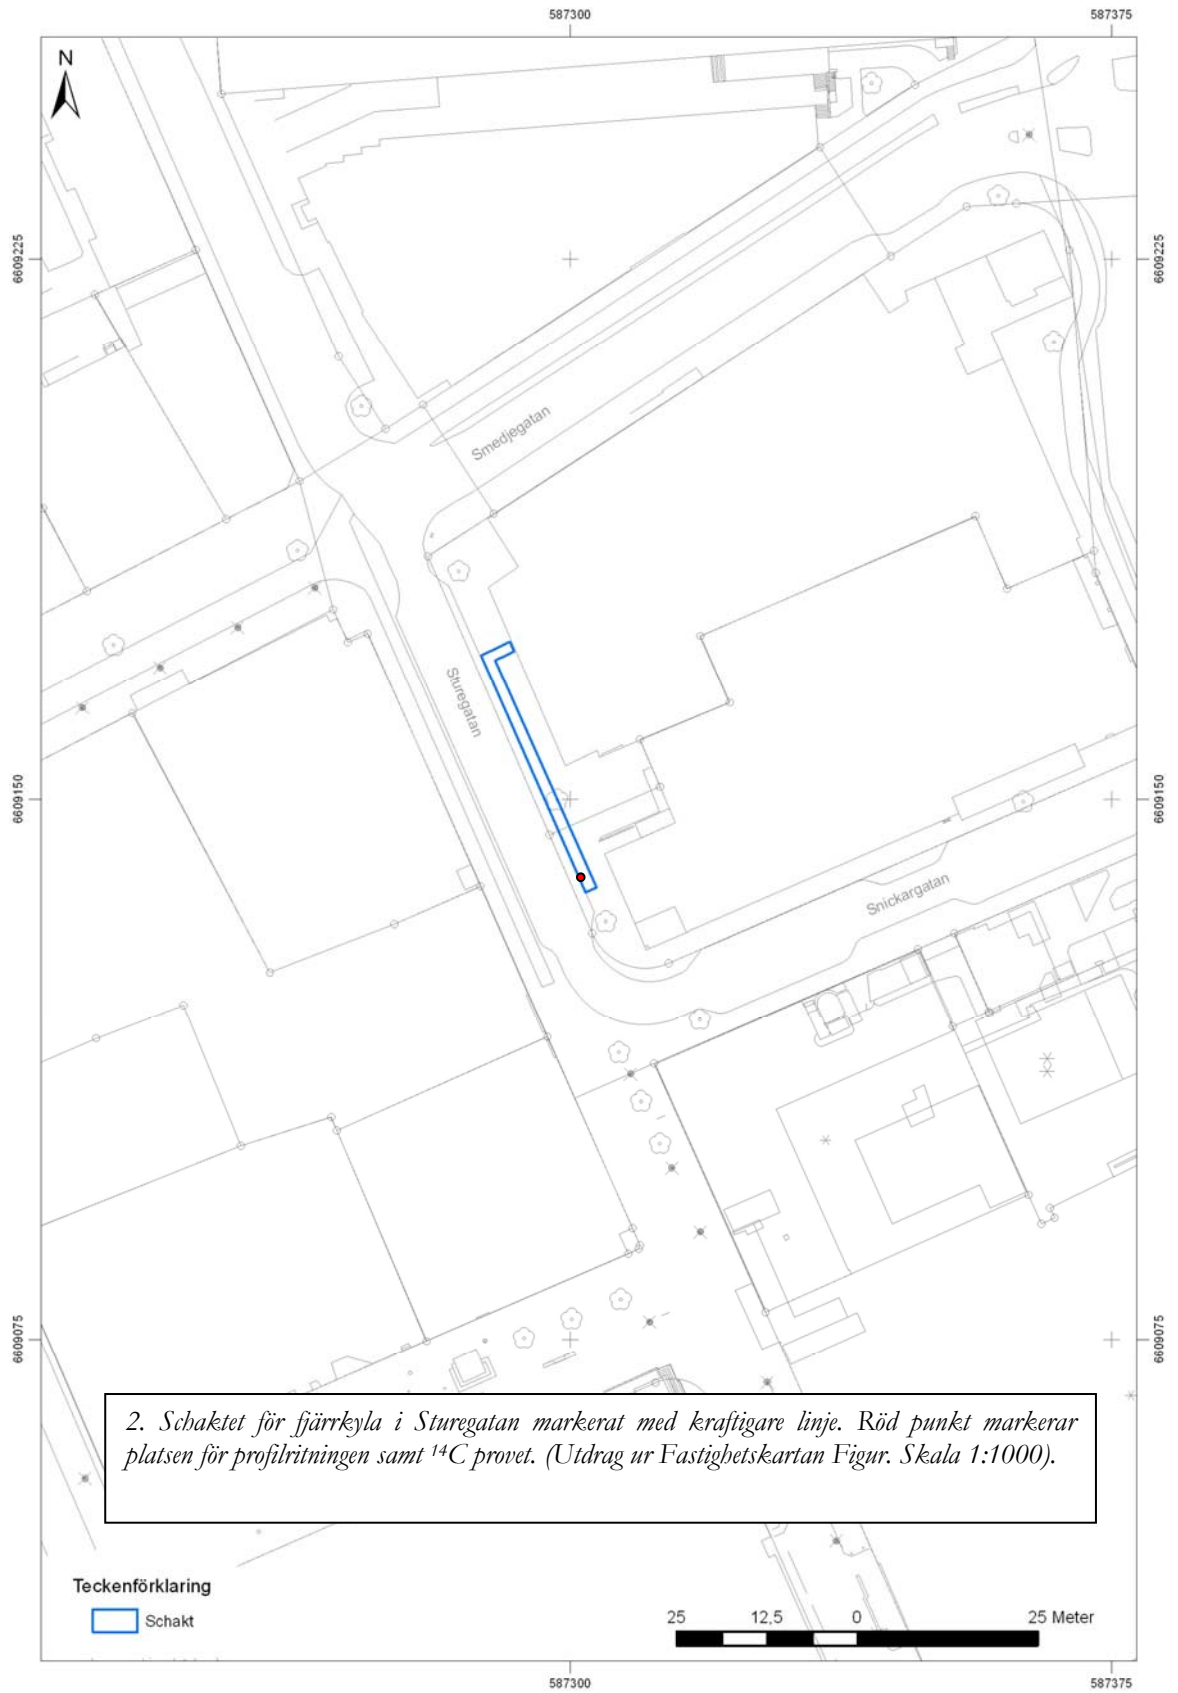 587300
587375
N
6609225
6609225
Smedjegatan
Sturegatan
6609150
6609150
Snickargatan
6609075
6609075
2. Schaktet för fjärrkyla i Sturegatan markerat med kraftigare linje. Röd punkt markerar
platsen för profilritningen samt ¹⁴C provet. (Utdrag ur Fastighetskartan Figur. Skala 1:1000).
Teckenförklaring
Schakt
25 12,5 0 25 Meter
587300
587375